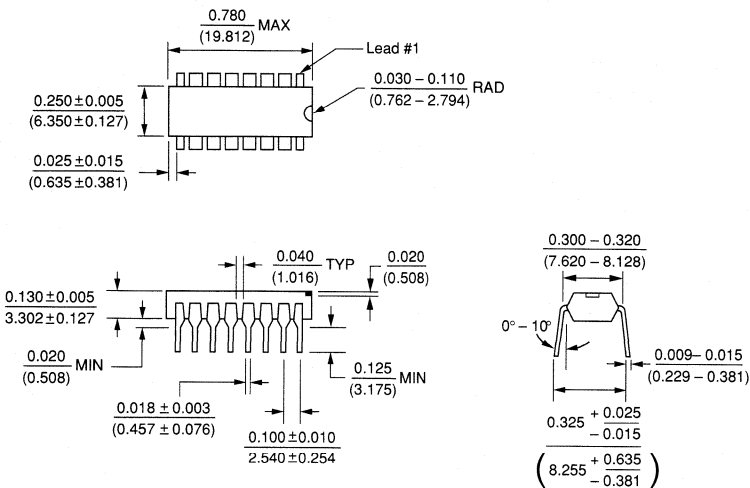 0.780
(19.812)
MAX
Lead #1
0.030 – 0.110
(0.762 – 2.794)
RAD
0.250 ± 0.005
(6.350 ± 0.127)
0.025 ± 0.015
(0.635 ± 0.381)
0.040
(1.016)
TYP
0.020
(0.508)
0.130 ± 0.005
3.302 ± 0.127
0.020
(0.508)
MIN
0.125
(3.175)
MIN
0.018 ± 0.003
(0.457 ± 0.076)
0.100 ± 0.010
2.540 ± 0.254
0.300 – 0.320
(7.620 – 8.128)
0° – 10°
0.009 – 0.015
(0.229 – 0.381)
0.325 + 0.025
– 0.015
(8.255 + 0.635
– 0.381)